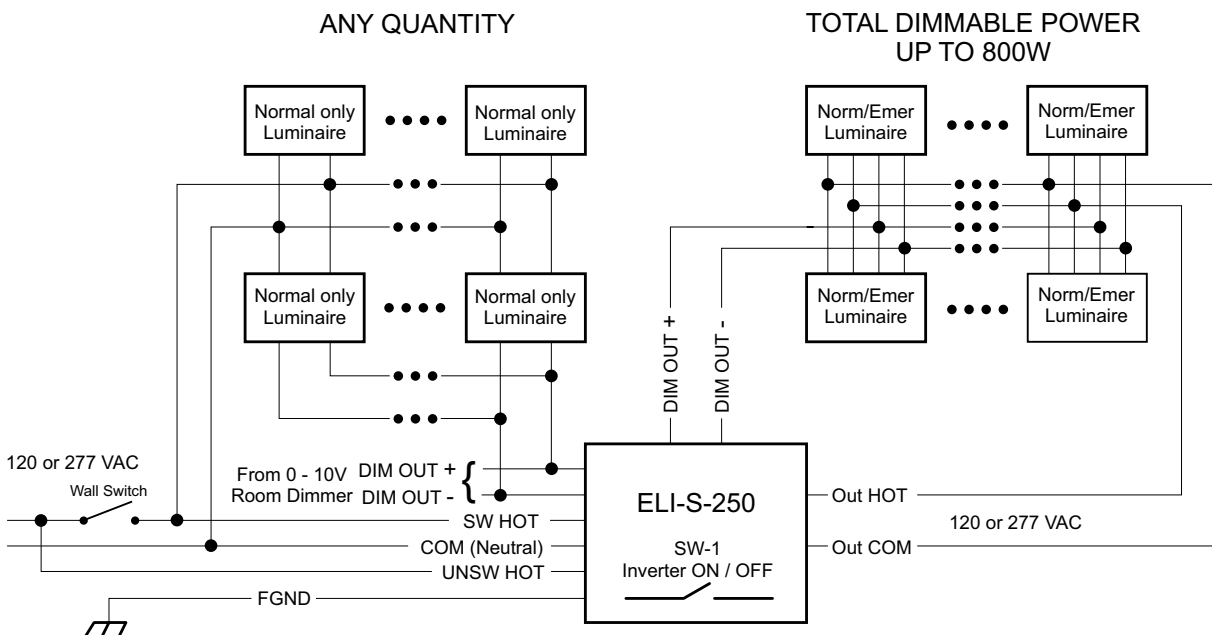 ANY QUANTITY
TOTAL DIMMABLE POWER
UP TO 800W
Normal only
Luminaire
Normal only
Luminaire
Norm/Emer
Luminaire
Norm/Emer
Luminaire
-
Normal only
Luminaire
Normal only
Luminaire
Norm/Emer
Luminaire
Norm/Emer
Luminaire
DIM OUT +
DIM OUT -
120 or 277 VAC
Wall Switch
From 0 - 10V
Room Dimmer
DIM OUT +
DIM OUT -
{
SW HOT
COM (Neutral)
UNSW HOT
FGND
ELI-S-250
SW-1
Inverter ON / OFF
Out HOT
120 or 277 VAC
Out COM